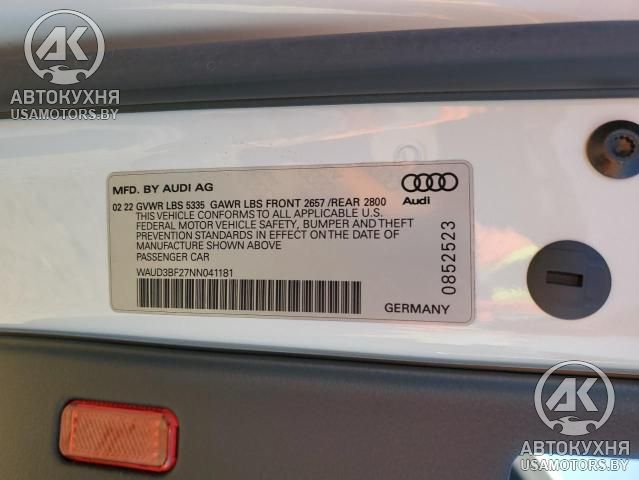 АВТОКУХНЯ
USAMOTORS.BY
MFD. BY AUDI AG
Audi
02 22 GVWR LBS 5335 GAWR LBS FRONT 2657 /REAR 2800
THIS VEHICLE CONFORMS TO ALL APPLICABLE U.S.
FEDERAL MOTOR VEHICLE SAFETY, BUMPER AND THEFT
PREVENTION STANDARDS IN EFFECT ON THE DATE OF
MANUFACTURE SHOWN ABOVE
PASSENGER CAR
WAUD3BF27NN041181
GERMANY
0852523
АВТОКУХНЯ
USAMOTORS.BY